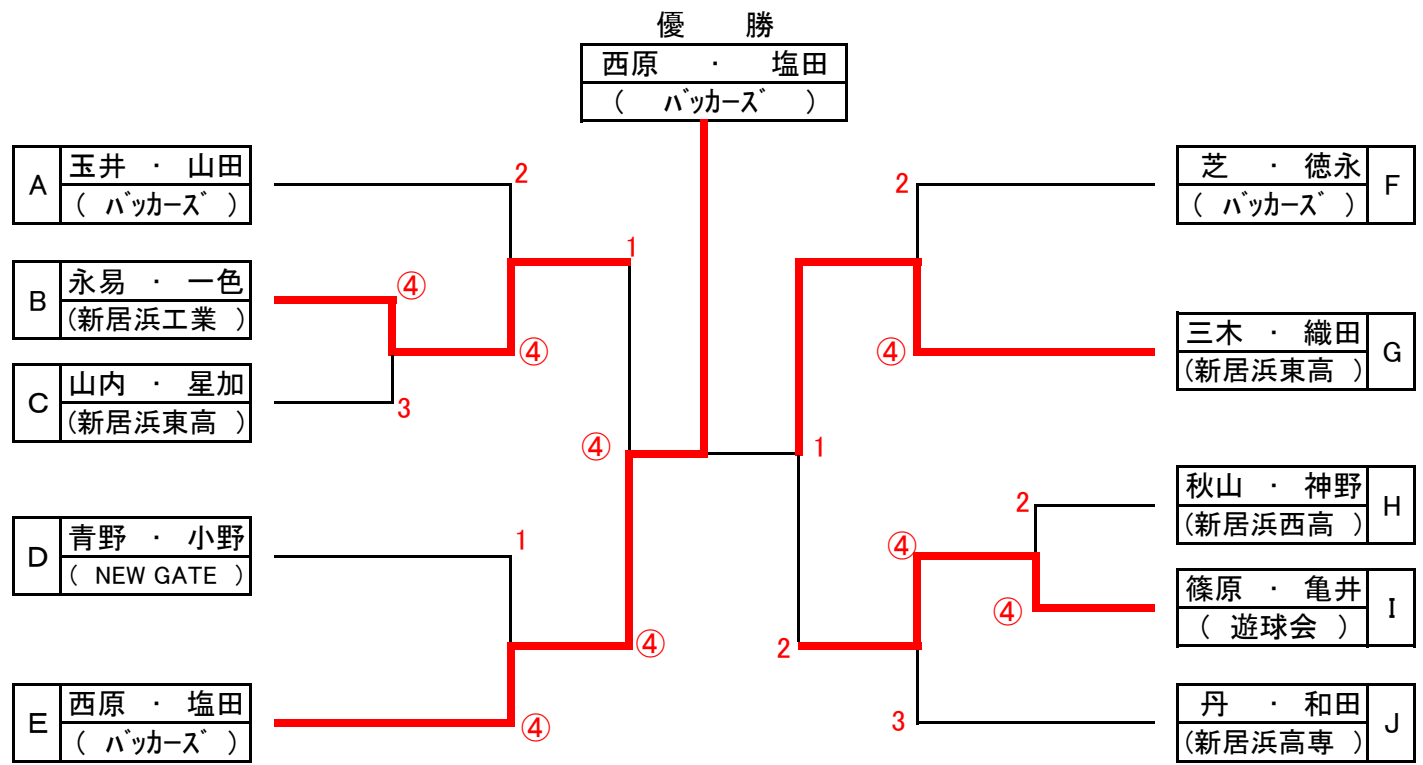 優 勝
西原 ・ 塩田
( バッカーズ )
A 玉井 ・ 山田
( バッカーズ )
2
1
B 永易 ・ 一色
(新居浜工業 )
④
④
C 山内 ・ 星加
(新居浜東高 )
3
④
D 青野 ・ 小野
( NEW GATE )
1
④
E 西原 ・ 塩田
( バッカーズ )
④
2
芝 ・ 徳永 F
( バッカーズ )
④
三木 ・ 織田 G
(新居浜東高 )
1
2
秋山 ・ 神野 H
(新居浜西高 )
④
④
篠原 ・ 亀井 I
( 遊球会 )
2
3
丹 ・ 和田 J
(新居浜高専 )